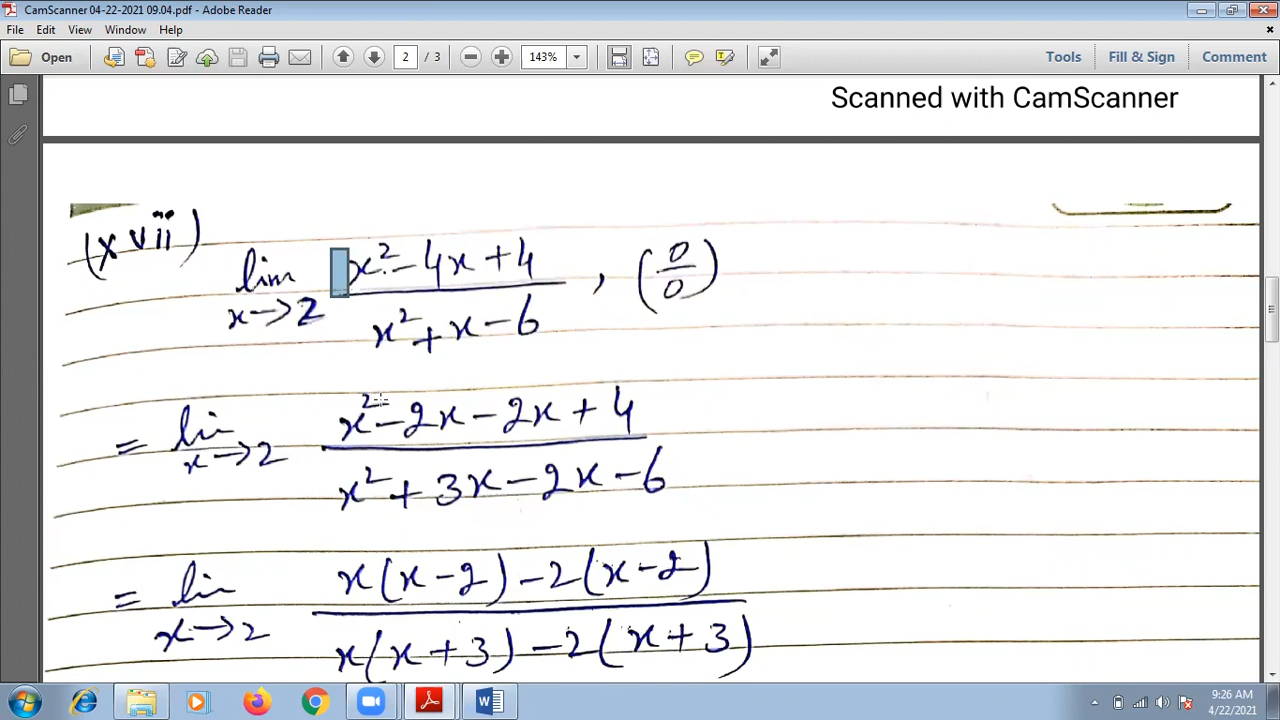 CamScanner 04-22-2021 09.04.pdf - Adobe Reader
File Edit View Window Help
Open 2 / 3 143% Tools Fill & Sign Comment
Scanned with CamScanner
(xvii)
lim x→2 (x² - 4x + 4)/(x² + x - 6) , (0/0)
= lim x→2 (x² - 2x - 2x + 4)/(x² + 3x - 2x - 6)
= lim x→2 (x(x-2) - 2(x-2))/(x(x+3) - 2(x+3))
9:26 AM
4/22/2021